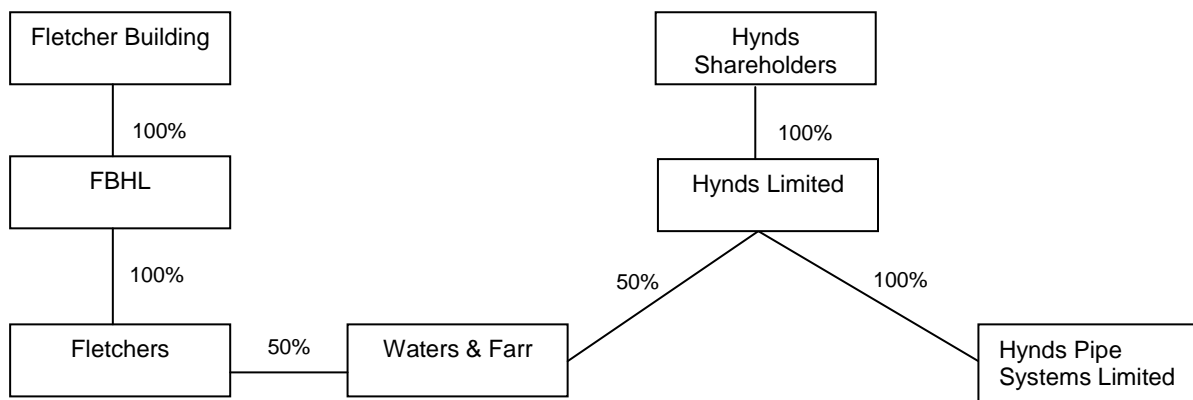 Fletcher Building
Hynds
Shareholders
100%
100%
FBHL
Hynds Limited
100%
50%
100%
Fletchers
50%
Waters & Farr
Hynds Pipe
Systems Limited